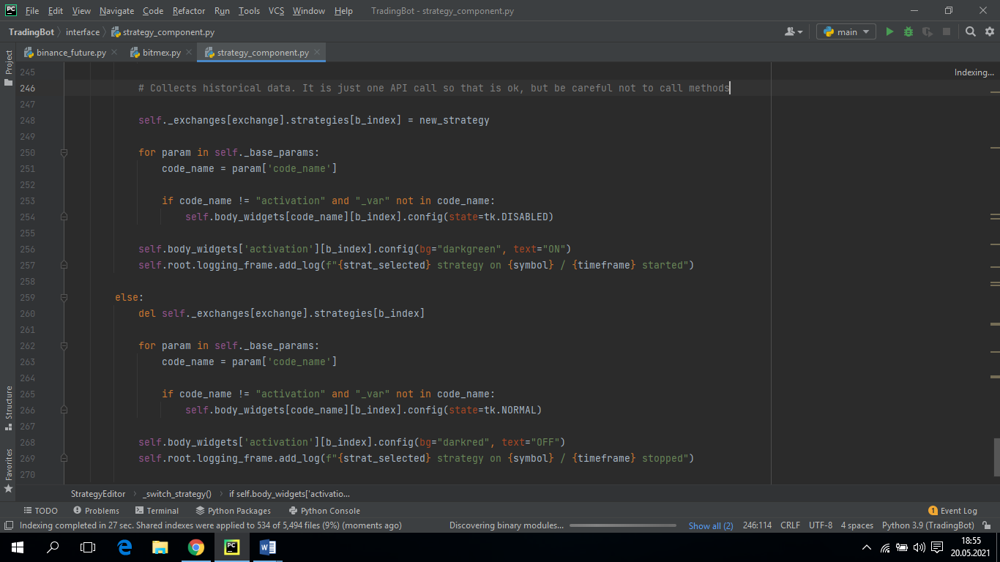 PC File Edit View Navigate Code Refactor Run Tools VCS Window Help TradingBot - strategy_component.py
TradingBot interface strategy_component.py main
binance_future.py bitmex.py strategy_component.py
Project
Structure
Favorites
Indexing...
245
246 # Collects historical data. It is just one API call so that is ok, but be careful not to call methods
247
248 self._exchanges[exchange].strategies[b_index] = new_strategy
249
250 for param in self._base_params:
251 code_name = param['code_name']
252
253 if code_name != "activation" and "_var" not in code_name:
254 self.body_widgets[code_name][b_index].config(state=tk.DISABLED)
255
256 self.body_widgets['activation'][b_index].config(bg="darkgreen", text="ON")
257 self.root.logging_frame.add_log(f"{strat_selected} strategy on {symbol} / {timeframe} started")
258
259 else:
260 del self._exchanges[exchange].strategies[b_index]
261
262 for param in self._base_params:
263 code_name = param['code_name']
264
265 if code_name != "activation" and "_var" not in code_name:
266 self.body_widgets[code_name][b_index].config(state=tk.NORMAL)
267
268 self.body_widgets['activation'][b_index].config(bg="darkred", text="OFF")
269 self.root.logging_frame.add_log(f"{strat_selected} strategy on {symbol} / {timeframe} stopped")
270
StrategyEditor _switch_strategy() if self.body_widgets['activatio...
TODO Problems Terminal Python Packages Python Console 1 Event Log
Indexing completed in 27 sec. Shared indexes were applied to 534 of 5,494 files (9%) (moments ago) Discovering binary modules... Show all (2) 246:114 CRLF UTF-8 4 spaces Python 3.9 (TradingBot)
PC
18:55
20.05.2021